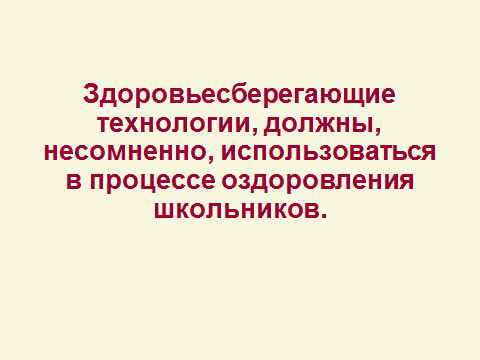 Здоровьесберегающие
технологии, должны,
несомненно, использоваться
в процессе оздоровления
школьников.